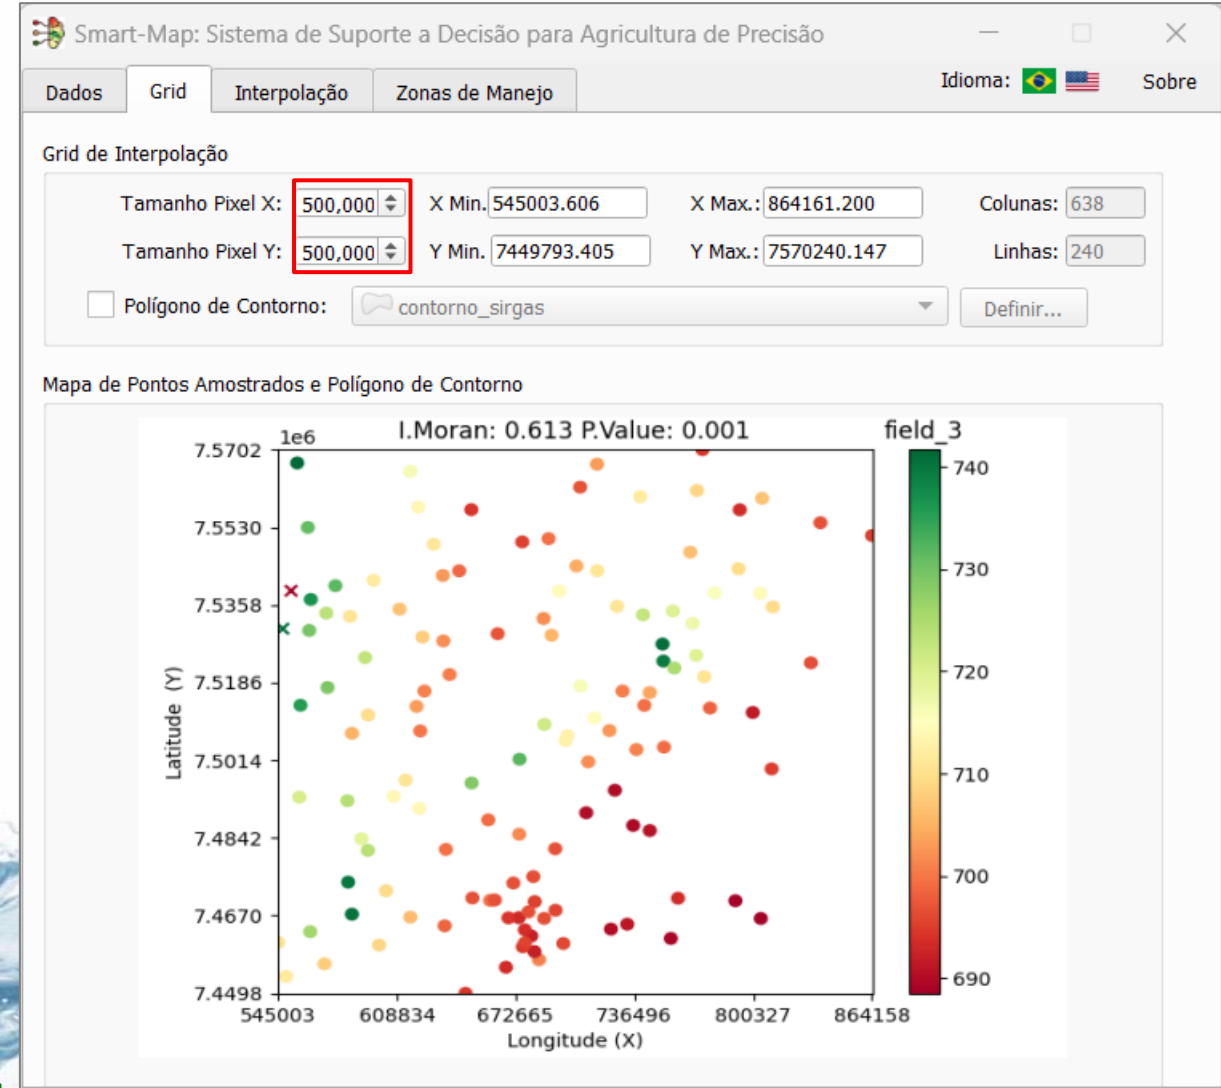 Smart-Map: Sistema de Suporte a Decisão para Agricultura de Precisão
Dados Grid Interpolação Zonas de Manejo Idioma: Sobre
Grid de Interpolação
Tamanho Pixel X: 500,000 X Min. 545003.606 X Max.: 864161.200 Colunas: 638
Tamanho Pixel Y: 500,000 Y Min. 7449793.405 Y Max.: 7570240.147 Linhas: 240
Polígono de Contorno: contorno_sirgas Definir...
Mapa de Pontos Amostrados e Polígono de Contorno
1e6 I.Moran: 0.613 P.Value: 0.001 field_3
7.5702
7.5530
7.5358
7.5186
7.5014
7.4842
7.4670
7.4498
Latitude (Y)
545003 608834 672665 736496 800327 864158
Longitude (X)
740
730
720
710
700
690